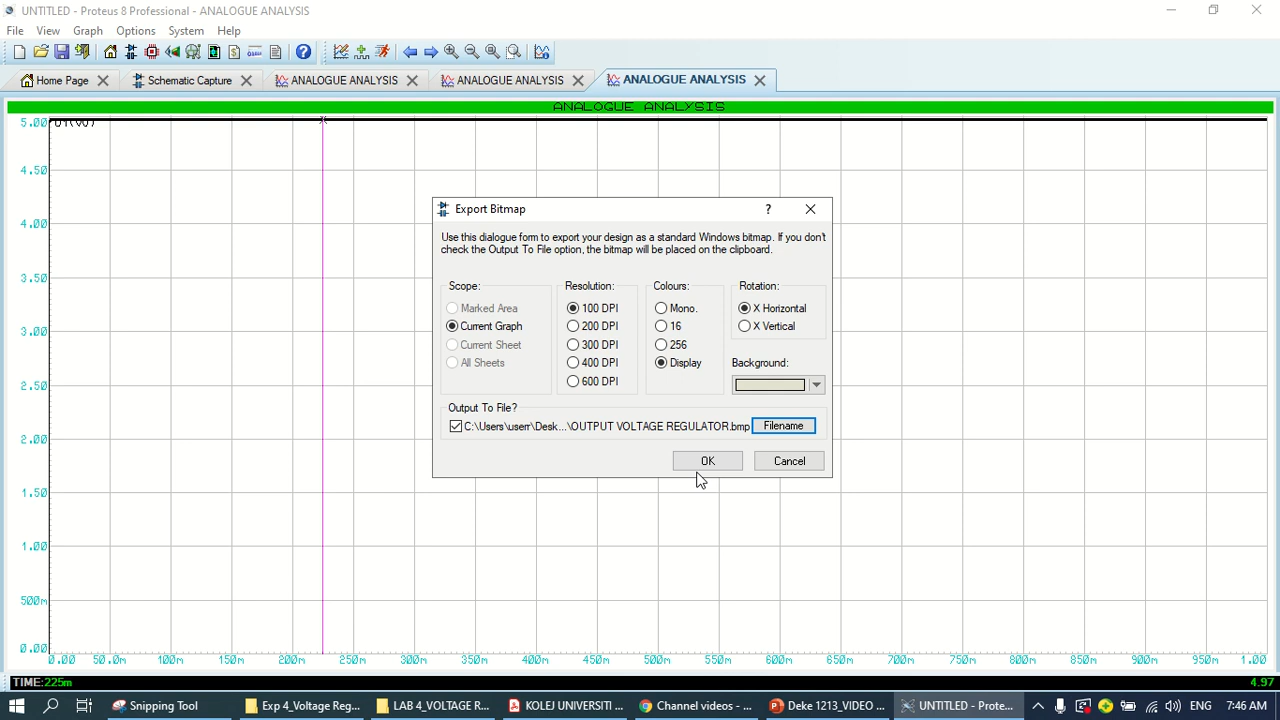 UNTITLED - Proteus 8 Professional - ANALOGUE ANALYSIS
File View Graph Options System Help
Home Page Schematic Capture ANALOGUE ANALYSIS ANALOGUE ANALYSIS ANALOGUE ANALYSIS
ANALOGUE ANALYSIS
5.00
4.50
4.00
3.50
3.00
2.50
2.00
1.50
1.00
500m
0.00
Export Bitmap ?
Use this dialogue form to export your design as a standard Windows bitmap. If you don't
check the Output To File option, the bitmap will be placed on the clipboard.
Scope: Resolution: Colours: Rotation:
Marked Area 100 DPI Mono. X Horizontal
Current Graph 200 DPI 16 X Vertical
Current Sheet 300 DPI 256
All Sheets 400 DPI Display Background:
600 DPI
Output To File?
C:\Users\userr\Desk...\OUTPUT VOLTAGE REGULATOR.bmp Filename
OK Cancel
0.00 50.0m 100m 150m 200m 250m 300m 350m 400m 450m 500m 550m 600m 650m 700m 750m 800m 850m 900m 950m 1.00
TIME:225m 4.97
Snipping Tool Exp 4_Voltage Reg... LAB 4_VOLTAGE R... KOLEJ UNIVERSITI ... Channel videos - ... Deke 1213_VIDEO ... UNTITLED - Prote... ENG 7:46 AM